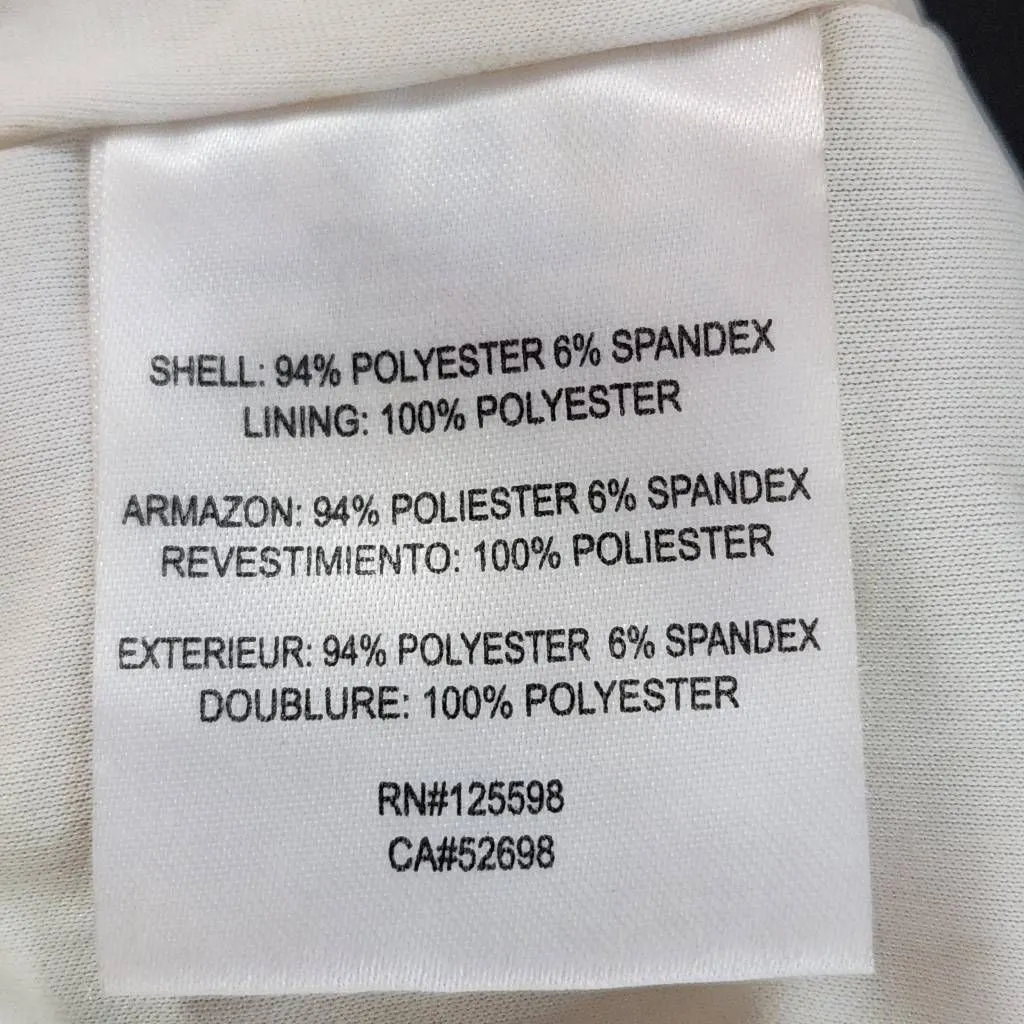 SHELL: 94% POLYESTER 6% SPANDEX
LINING: 100% POLYESTER
ARMAZON: 94% POLIESTER 6% SPANDEX
REVESTIMIENTO: 100% POLIESTER
EXTERIEUR: 94% POLYESTER 6% SPANDEX
DOUBLURE: 100% POLYESTER
RN#125598
CA#52698